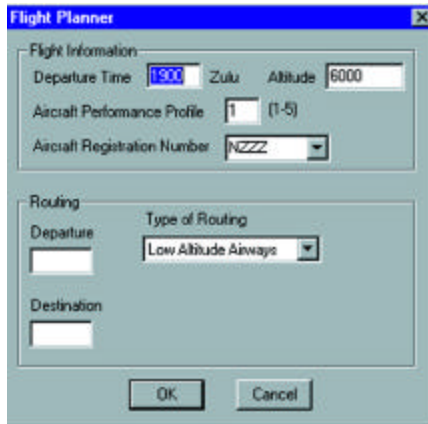 Flight Planner
Flight Information
Departure Time 1900 Zulu Altitude 6000
Aircraft Performance Profile 1 (1-5)
Aircraft Registration Number NZZZ
Routing
Departure
Type of Routing
Low Altitude Airways
Destination
OK Cancel